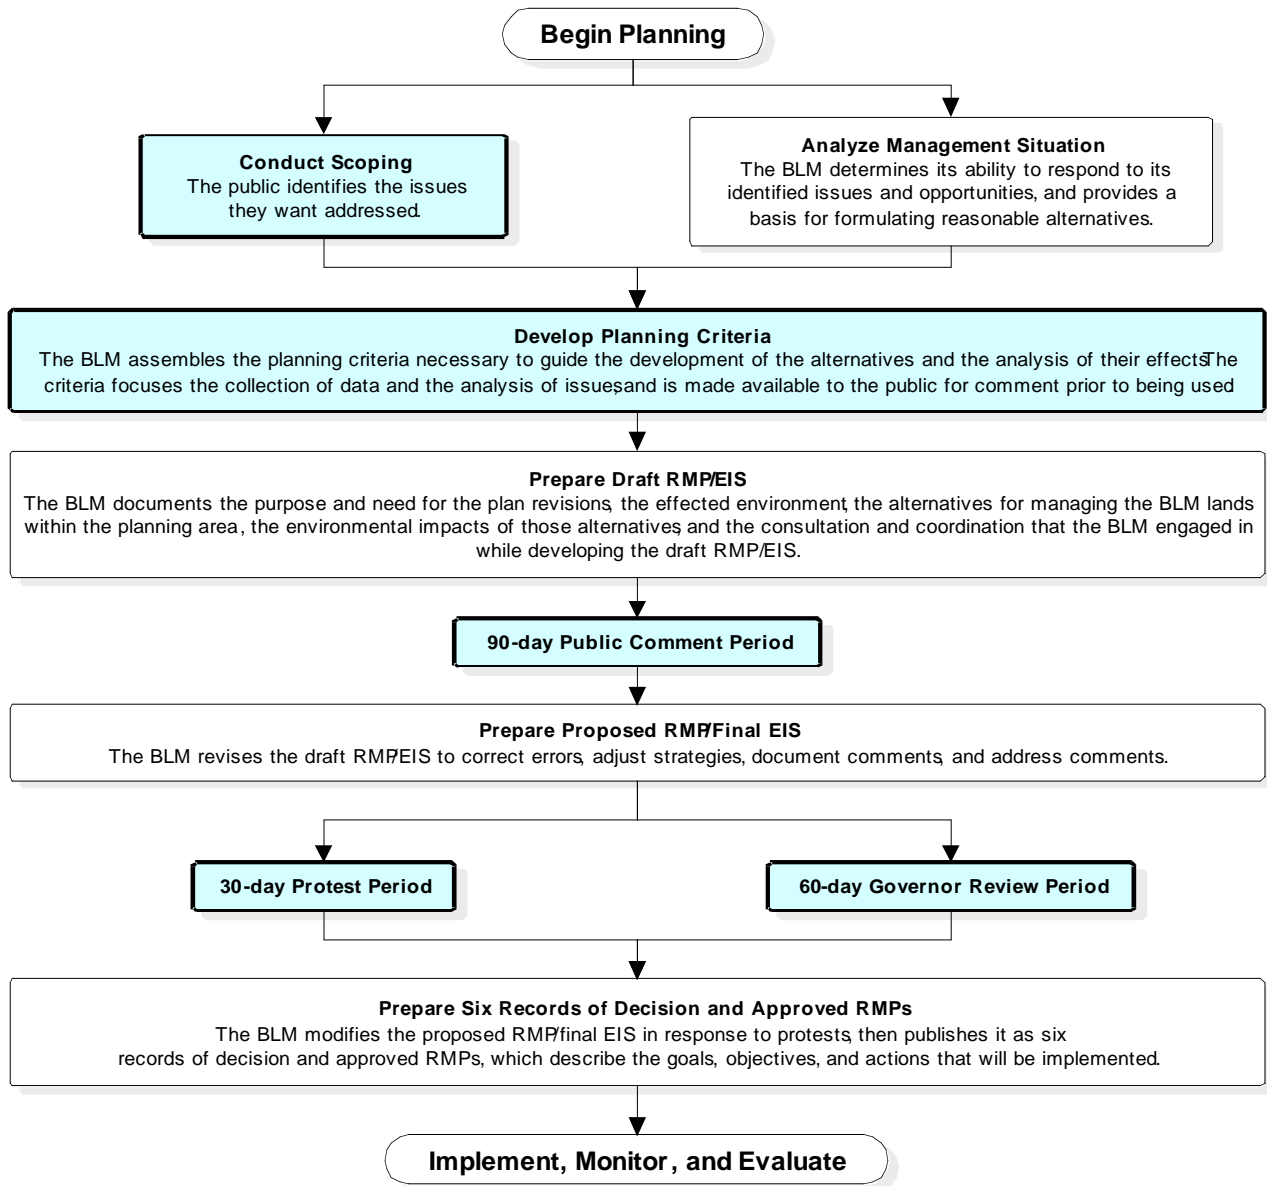 Begin Planning
Conduct Scoping
The public identifies the issues
they want addressed.
Analyze Management Situation
The BLM determines its ability to respond to its
identified issues and opportunities, and provides a
basis for formulating reasonable alternatives.
Develop Planning Criteria
The BLM assembles the planning criteria necessary to guide the development of the alternatives and the analysis of their effects. The
criteria focuses the collection of data and the analysis of issues, and is made available to the public for comment prior to being used
Prepare Draft RMP/EIS
The BLM documents the purpose and need for the plan revisions, the effected environment, the alternatives for managing the BLM lands
within the planning area, the environmental impacts of those alternatives, and the consultation and coordination that the BLM engaged in
while developing the draft RMP/EIS.
90-day Public Comment Period
Prepare Proposed RMP/Final EIS
The BLM revises the draft RMP/EIS to correct errors, adjust strategies, document comments, and address comments.
30-day Protest Period
60-day Governor Review Period
Prepare Six Records of Decision and Approved RMPs
The BLM modifies the proposed RMP/final EIS in response to protests, then publishes it as six
records of decision and approved RMPs, which describe the goals, objectives, and actions that will be implemented.
Implement, Monitor, and Evaluate